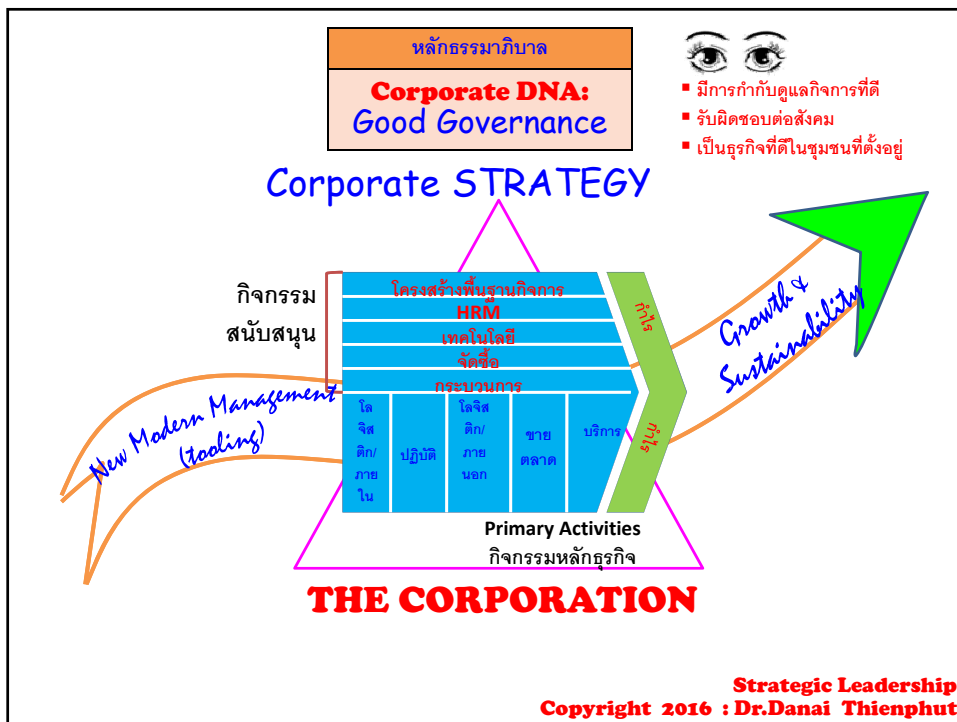 หลักธรรมาภิบาล
Corporate DNA:
Good Governance
▪ มีการกำกับดูแลกิจการที่ดี
▪ รับผิดชอบต่อสังคม
▪ เป็นธุรกิจที่ดีในชุมชนที่ตั้งอยู่
Corporate STRATEGY
กิจกรรม
สนับสนุน
โครงสร้างพื้นฐานกิจการ
HRM
เทคโนโลยี
จัดซื้อ
กระบวนการ
โล
จิส
ติก/
ภาย
ใน
ปฏิบัติ
โลจิส
ติก/
ภาย
นอก
ขาย
ตลาด
บริการ
กำไร
กำไร
New Modern Management
(tooling)
Growth &
Sustainability
Primary Activities
กิจกรรมหลักธุรกิจ
THE CORPORATION
Strategic Leadership
Copyright 2016 : Dr.Danai Thienphut